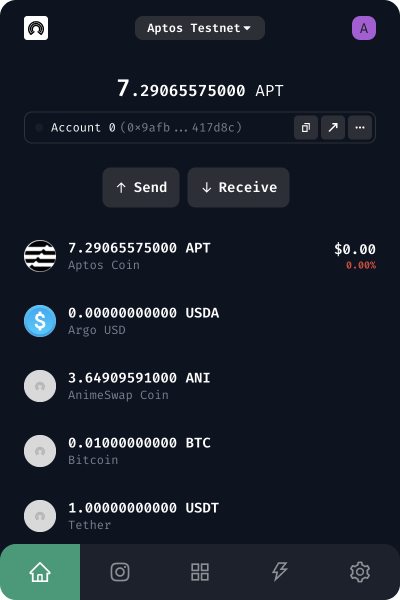 Aptos Testnet
A
7.29065575000 APT
Account 0 (0×9afb...417d8c)
↑ Send
↓ Receive
7.29065575000 APT
$0.00
Aptos Coin
0.00%
0.00000000000 USDA
Argo USD
3.64909591000 ANI
AnimeSwap Coin
0.01000000000 BTC
Bitcoin
1.00000000000 USDT
Tether